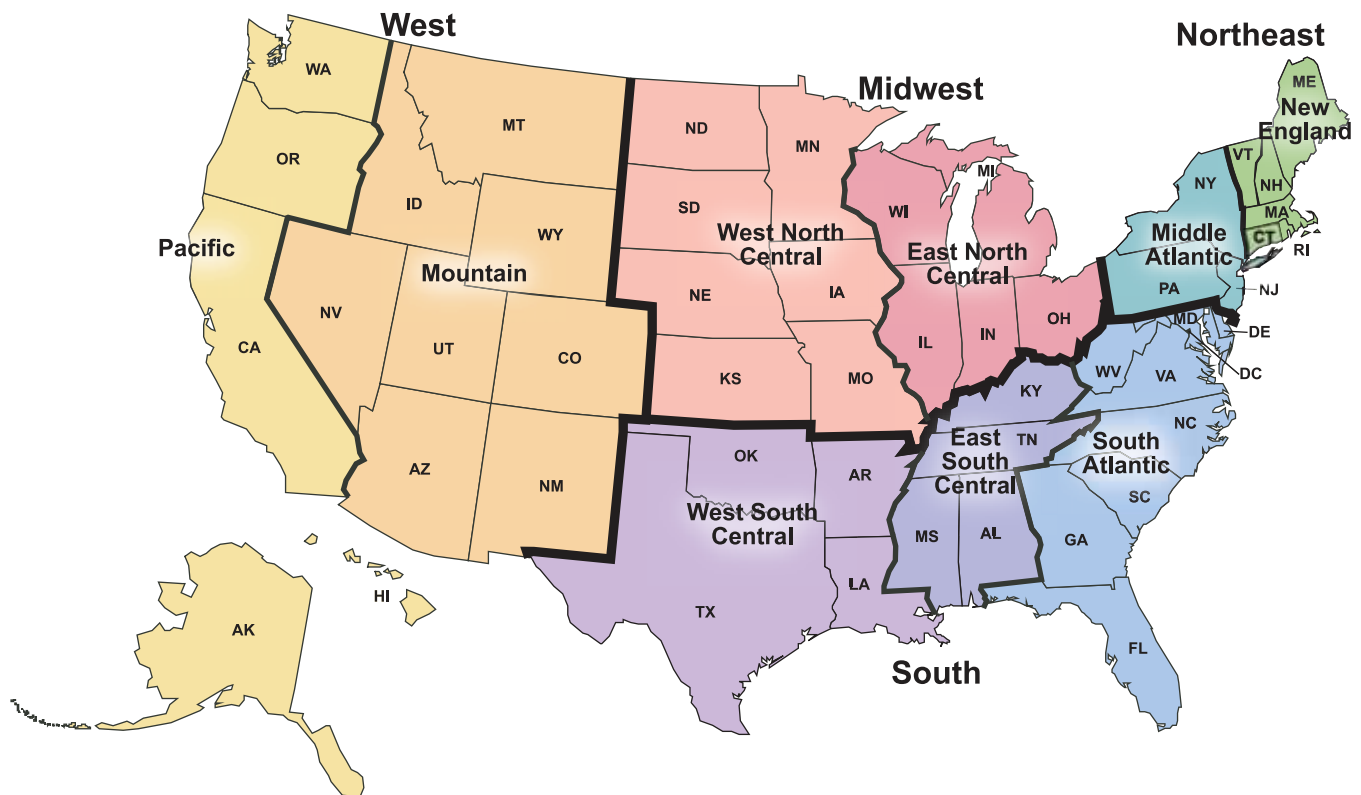 West
Northeast
Midwest
South
WA
OR
CA
Pacific
AK
HI
MT
ID
WY
Mountain
NV
UT
CO
AZ
NM
ND
MN
SD
West North
Central
NE
IA
KS
MO
WI
MI
East North
Central
IL
IN
OH
ME
New
England
VT
NH
MA
CT
RI
NY
Middle
Atlantic
PA
NJ
DE
MD
DC
WV
VA
NC
South
Atlantic
SC
GA
FL
KY
TN
East
South
Central
MS
AL
OK
AR
West South
Central
TX
LA